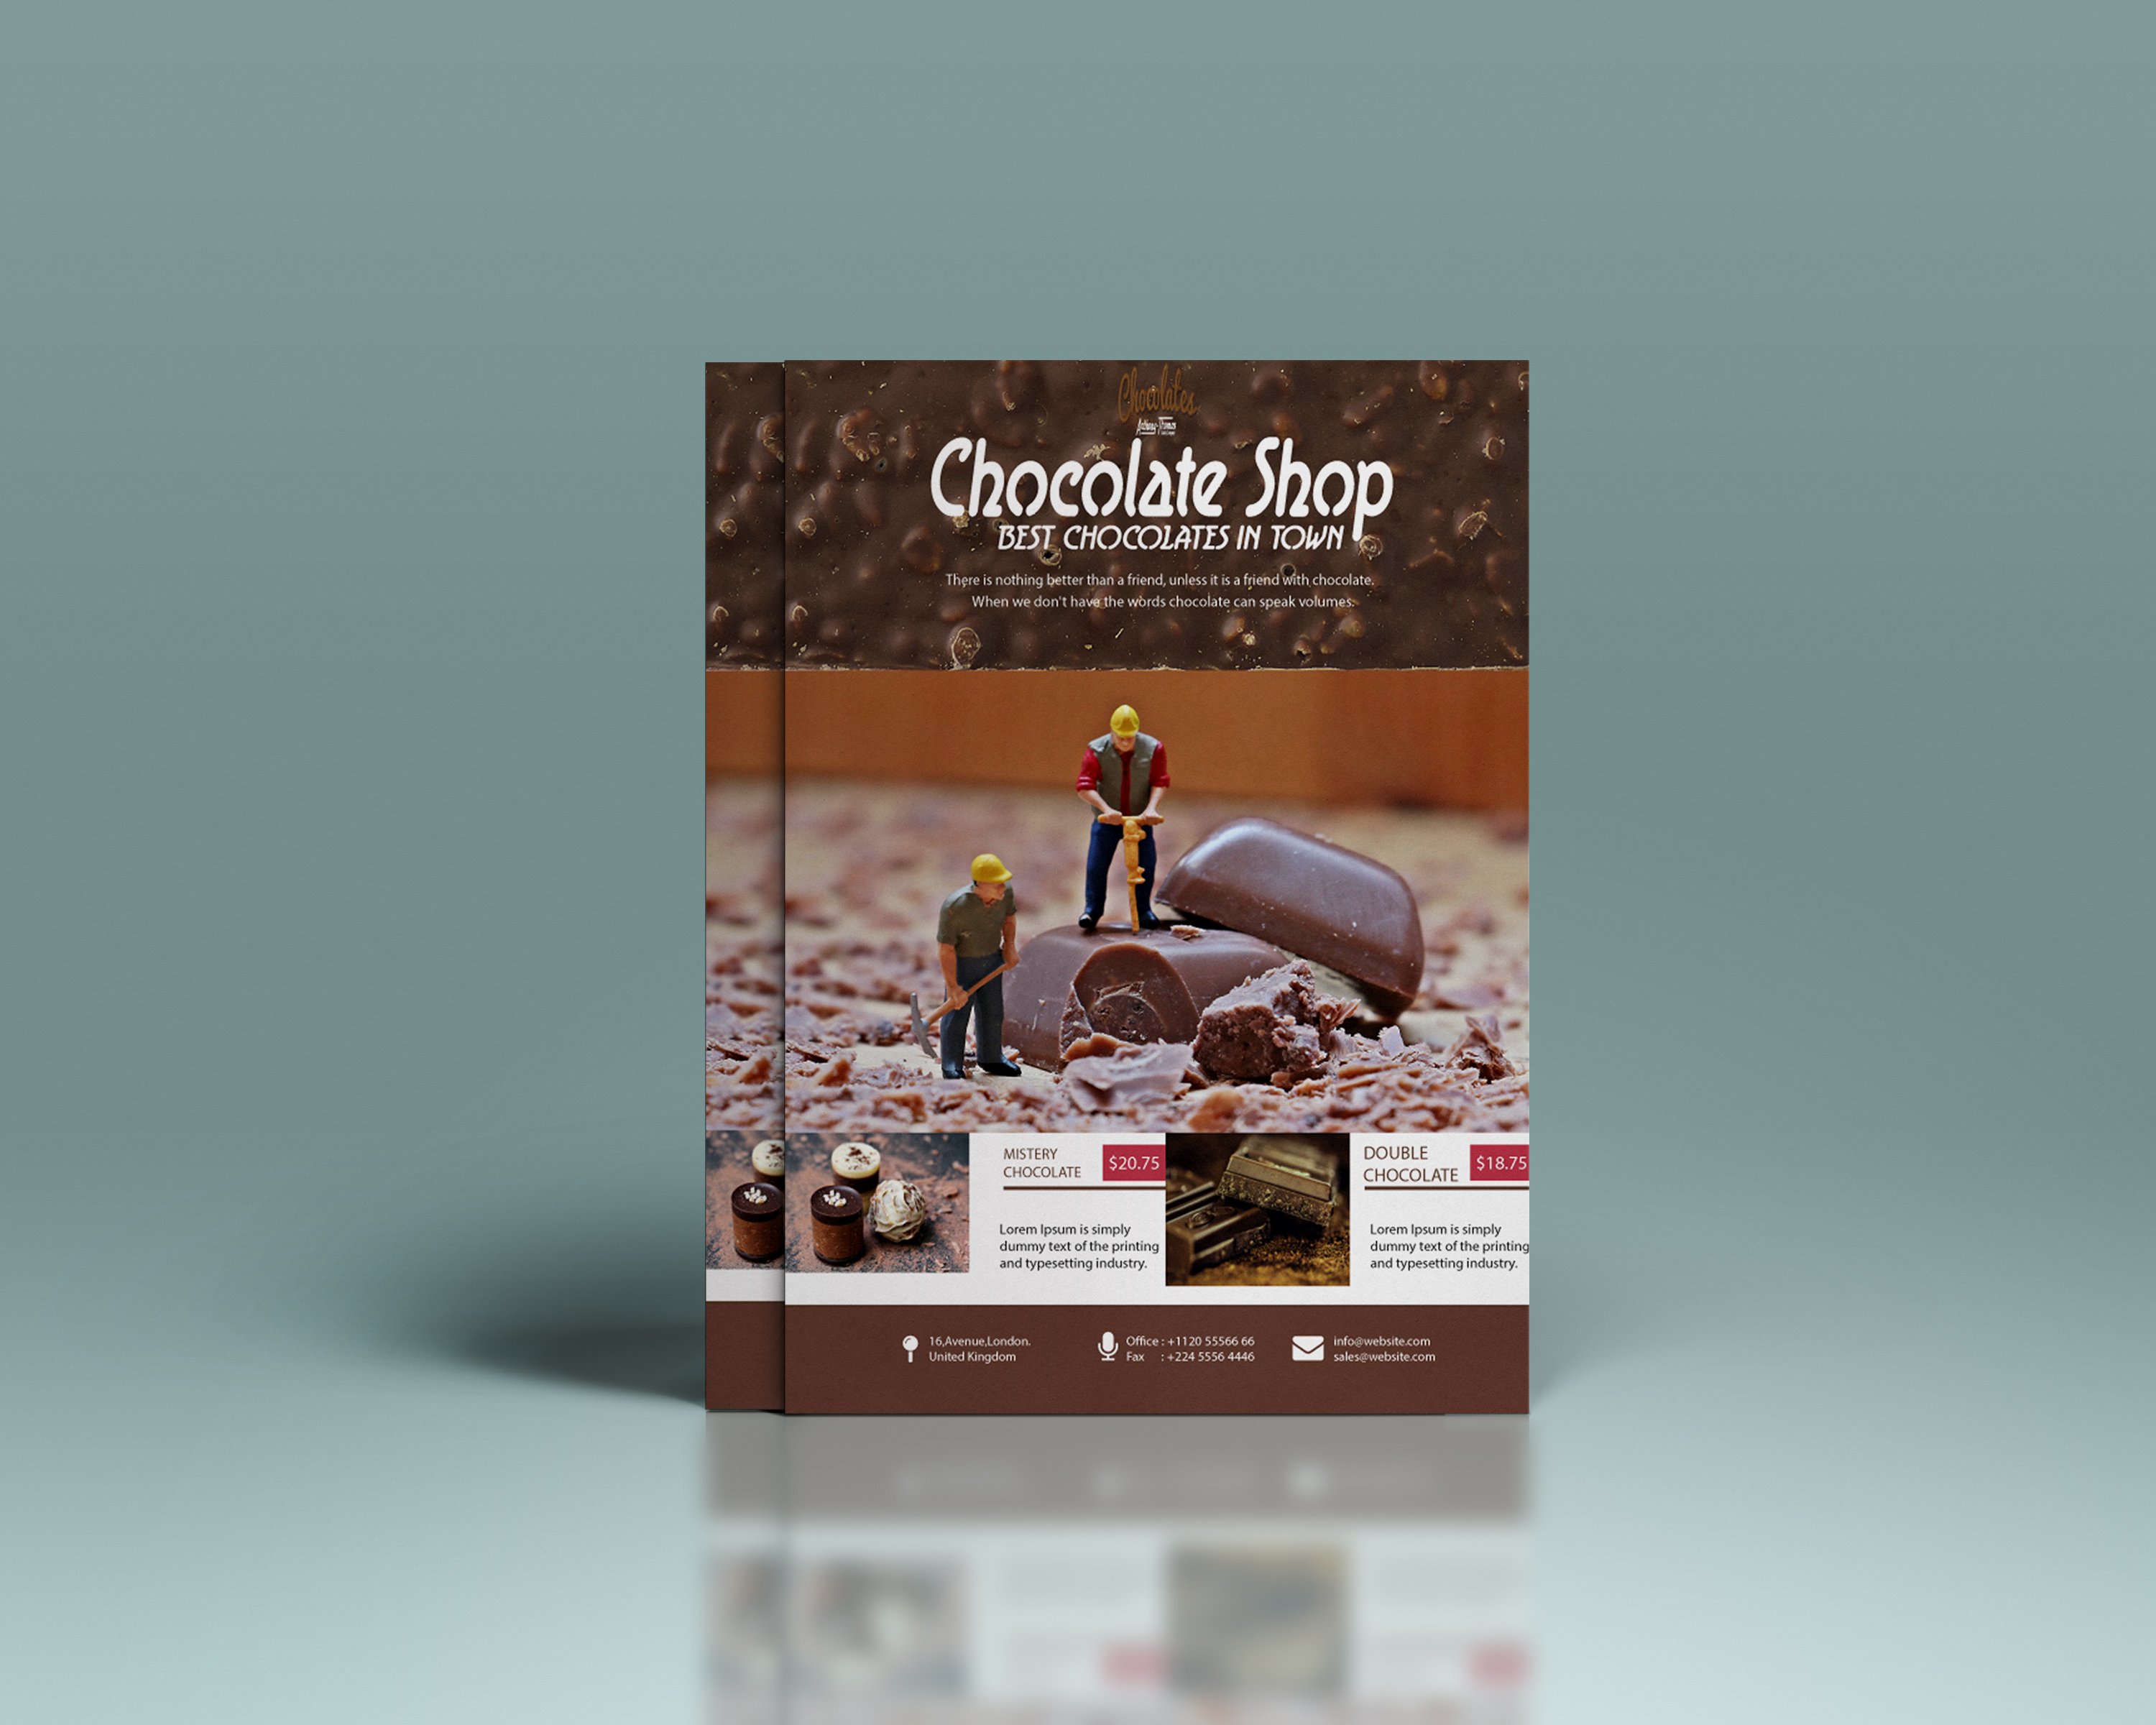 Chocolates
Anthony-Thomas
Chocolate Shop
BEST CHOCOLATES IN TOWN
There is nothing better than a friend, unless it is a friend with chocolate.
When we don't have the words chocolate can speak volumes.
MISTERY
CHOCOLATE
$20.75
Lorem Ipsum is simply
dummy text of the printing
and typesetting industry.
DOUBLE
CHOCOLATE
$18.75
Lorem Ipsum is simply
dummy text of the printing
and typesetting industry.
16,Avenue,London.
United Kingdom
Office : +1120 55566 66
Fax : +224 5556 4446
info@website.com
sales@website.com